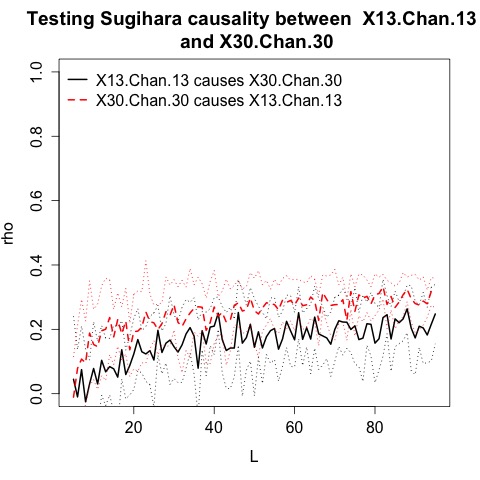 Testing Sugihara causality between X13.Chan.13
and X30.Chan.30
X13.Chan.13 causes X30.Chan.30
X30.Chan.30 causes X13.Chan.13
rho
1.0
0.8
0.6
0.4
0.2
0.0
20 40 60 80
L